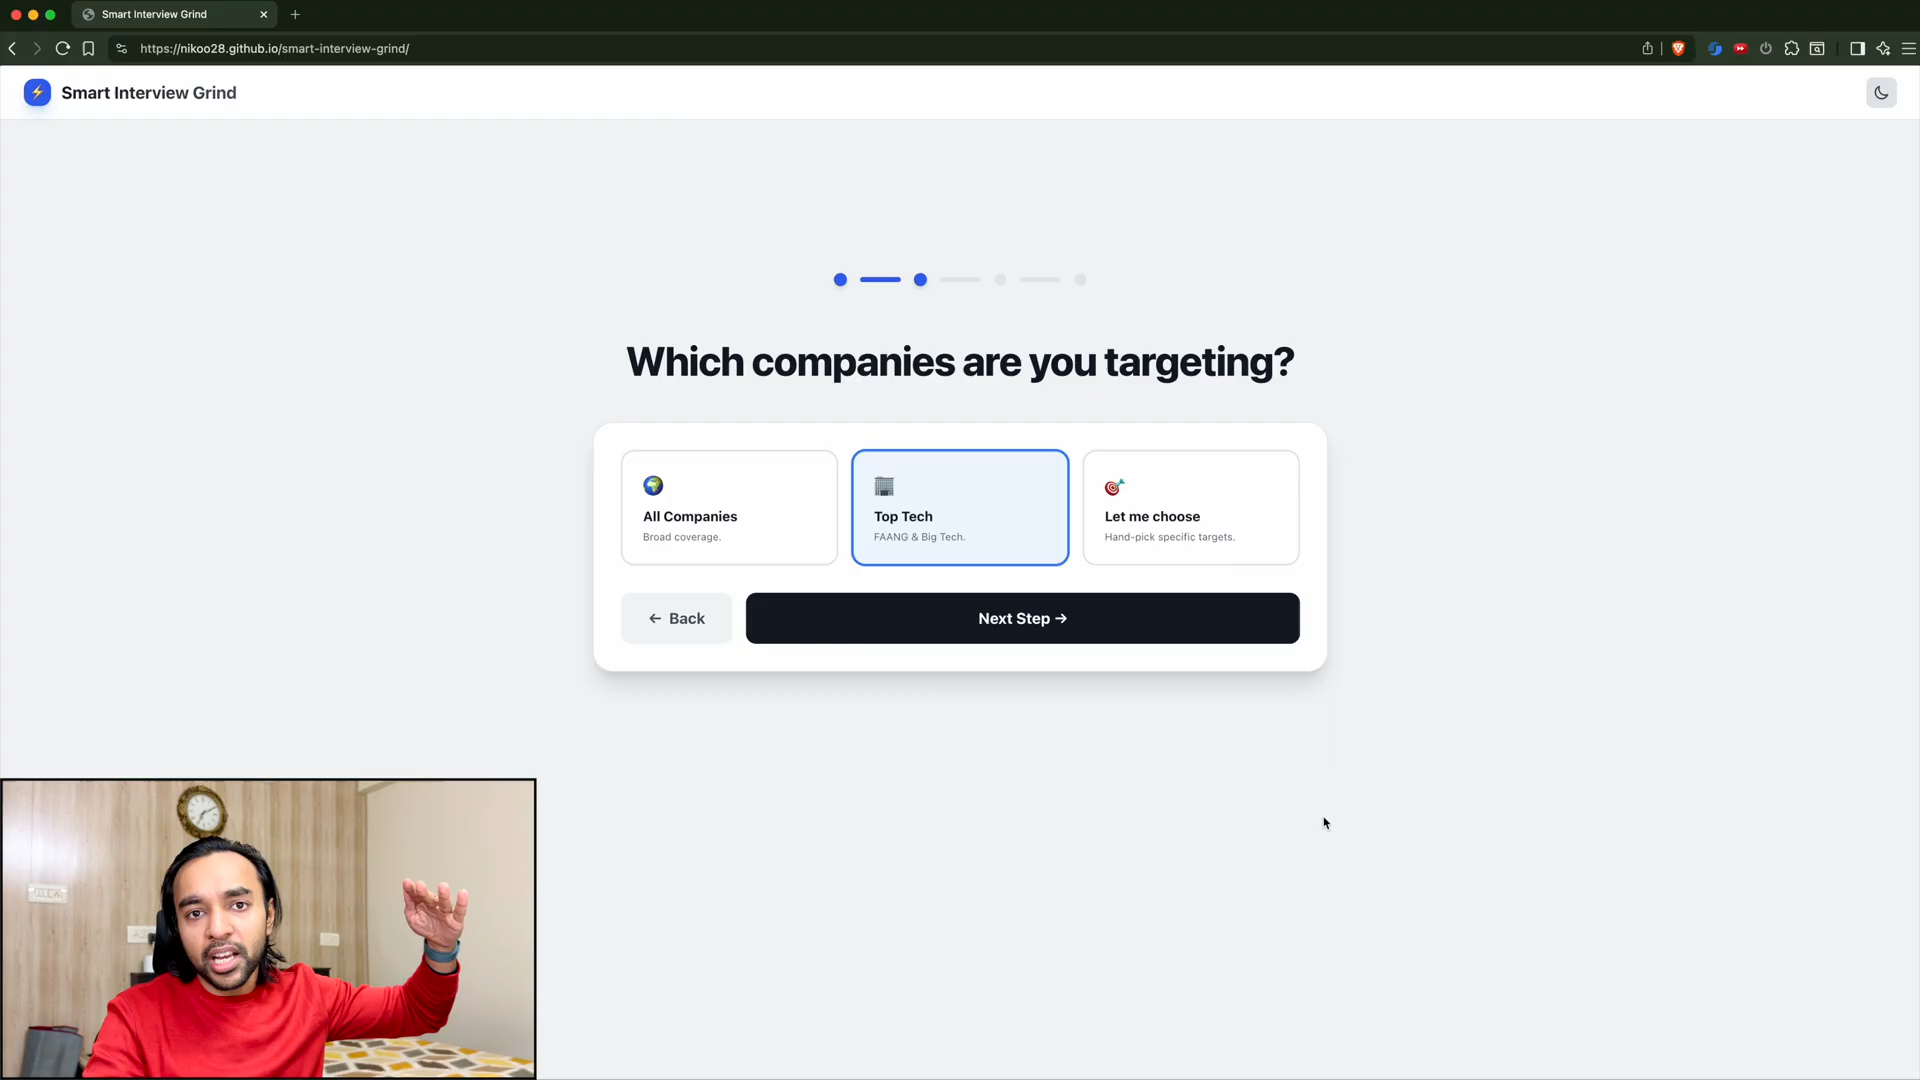 Smart Interview Grind
https://nikoo28.github.io/smart-interview-grind/
Smart Interview Grind
Which companies are you targeting?
All Companies
Broad coverage.
Top Tech
FAANG & Big Tech.
Let me choose
Hand-pick specific targets.
← Back
Next Step →